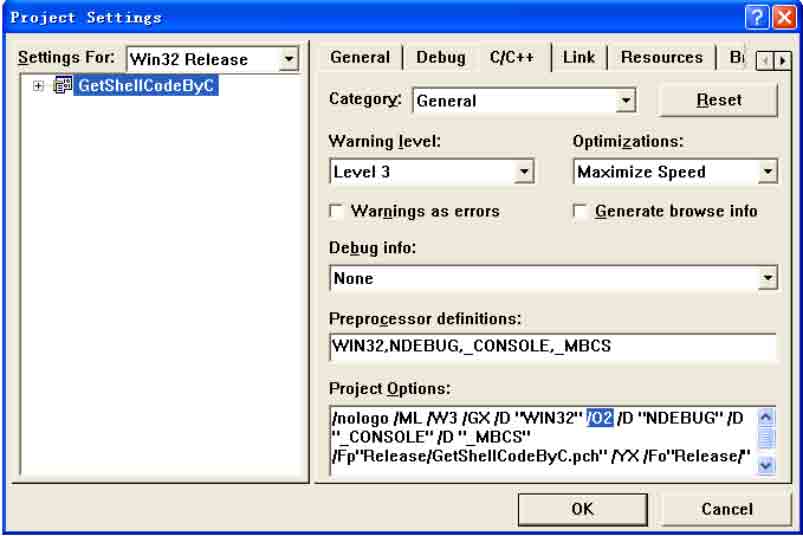 Project Settings
Settings For: Win32 Release
GetShellCodeByC
General Debug C/C++ Link Resources
Category: General Reset
Warning level: Optimizations:
Level 3 Maximize Speed
Warnings as errors Generate browse info
Debug info:
None
Preprocessor definitions:
WIN32,NDEBUG,_CONSOLE,_MBCS
Project Options:
/nologo /ML /W3 /GX /D "WIN32" /O2 /D "NDEBUG" /D
"_CONSOLE" /D "_MBCS"
/Fp"Release/GetShellCodeByC.pch" /YX /Fo"Release/"
OK Cancel